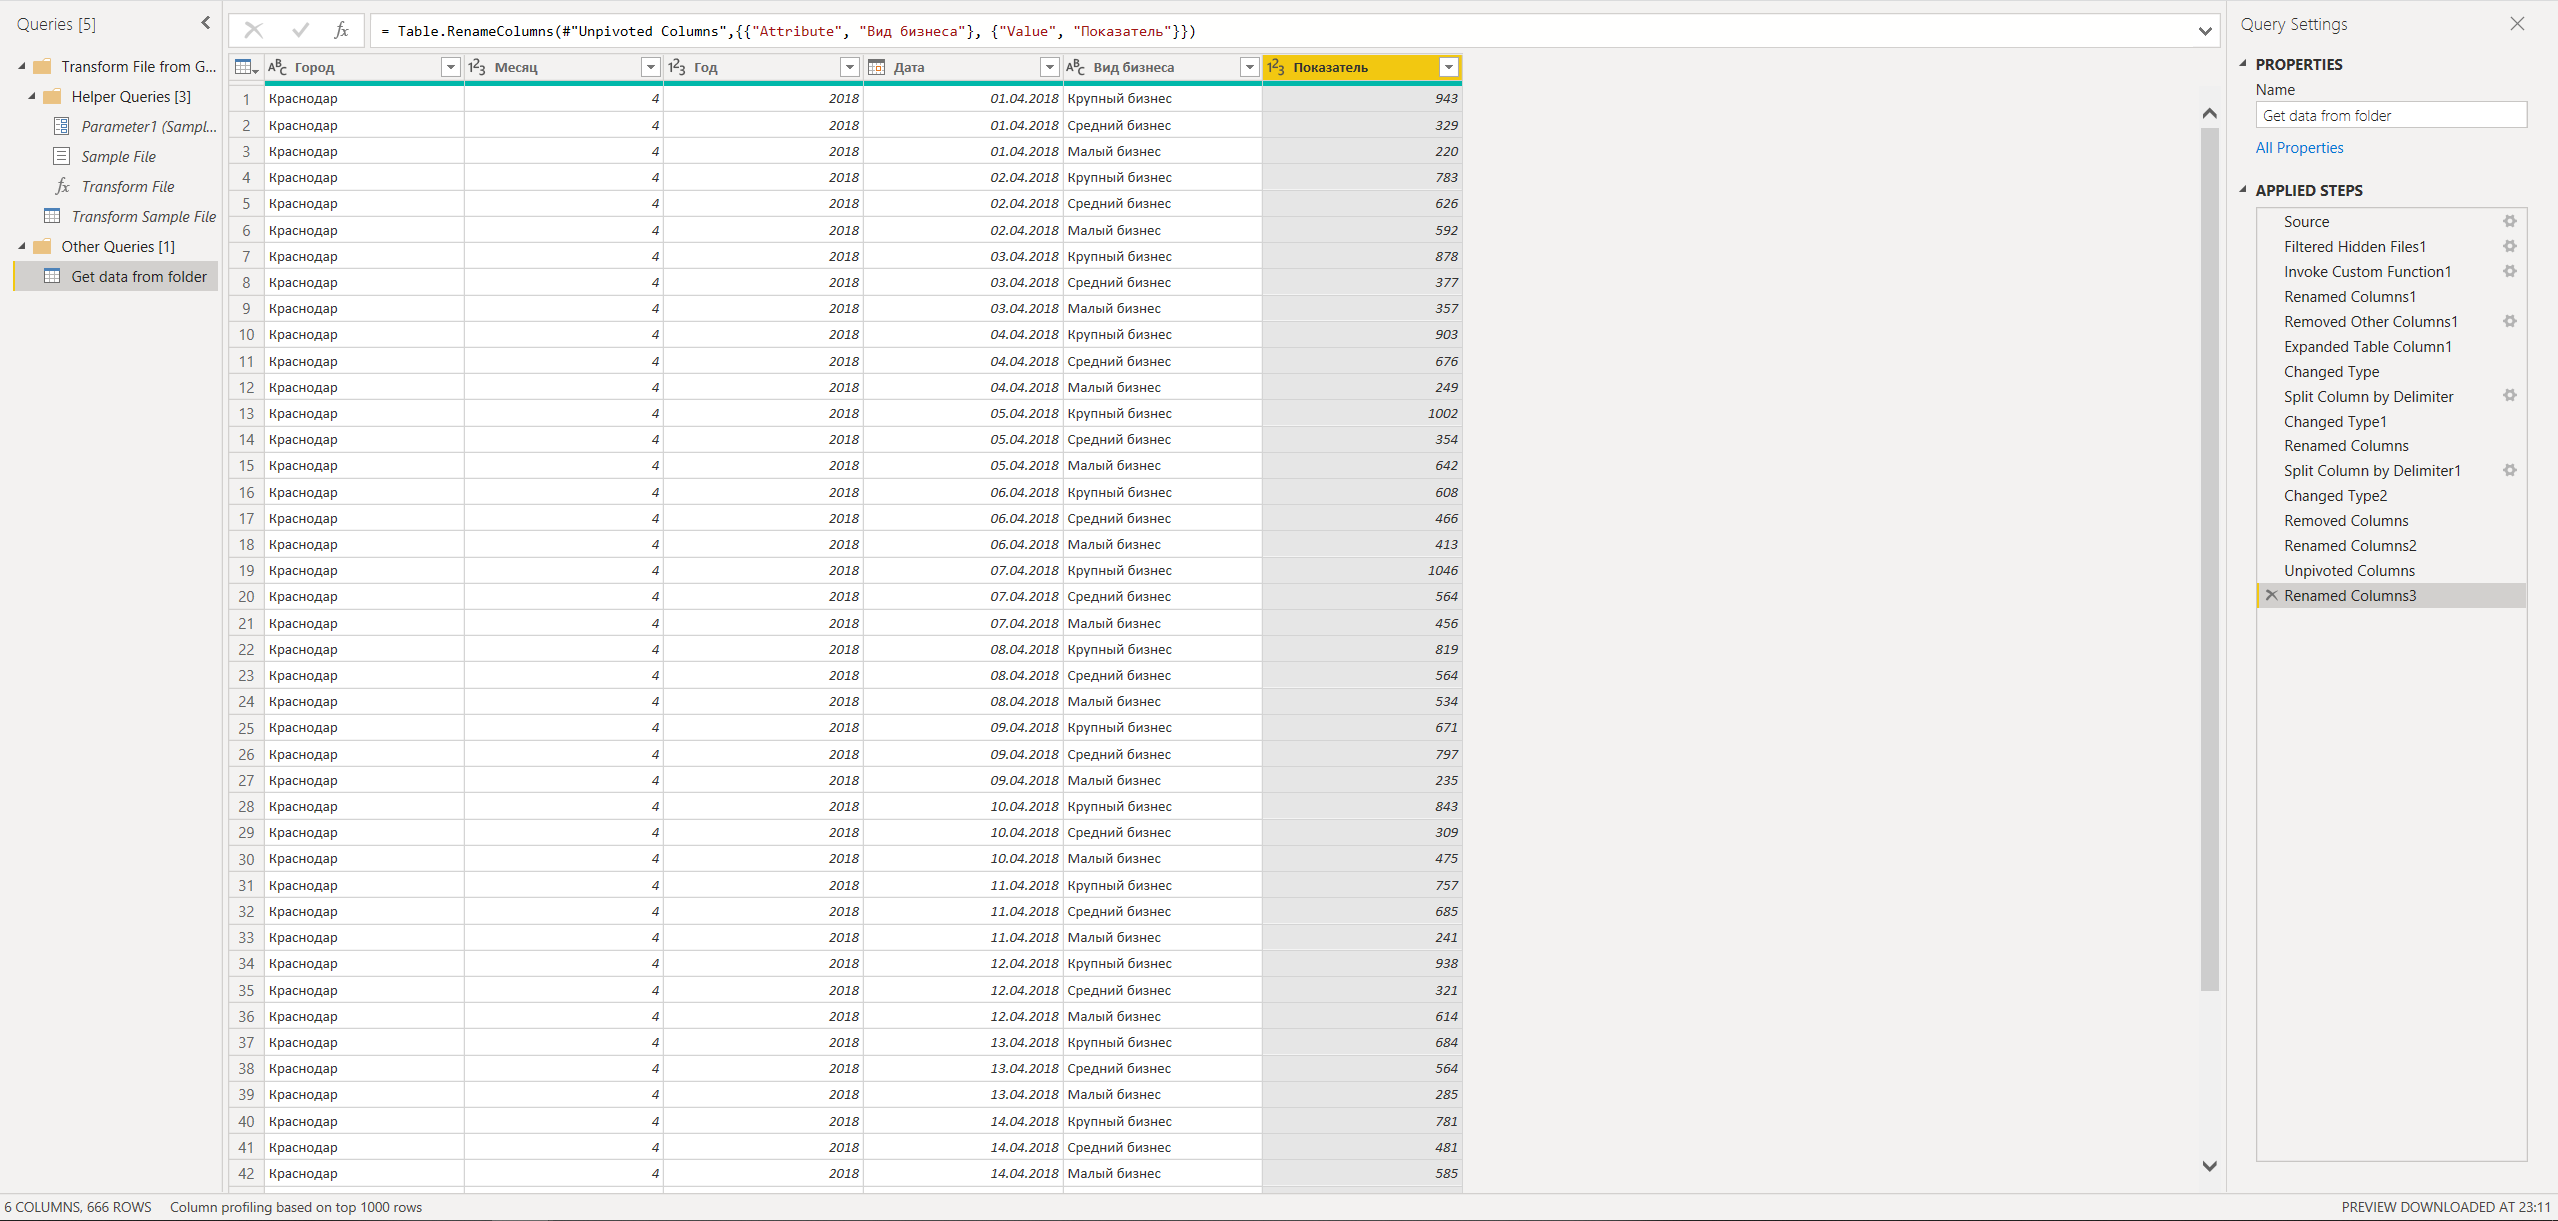 Queries [5]
Transform File from G...
Helper Queries [3]
Parameter1 (Sampl...
Sample File
Transform File
Transform Sample File
Other Queries [1]
Get data from folder
= Table.RenameColumns(#"Unpivoted Columns",{{"Attribute", "Вид бизнеса"}, {"Value", "Показатель"}})
Город Месяц Год Дата Вид бизнеса Показатель
1 Краснодар 4 2018 01.04.2018 Крупный бизнес 943
2 Краснодар 4 2018 01.04.2018 Средний бизнес 329
3 Краснодар 4 2018 01.04.2018 Малый бизнес 220
4 Краснодар 4 2018 02.04.2018 Крупный бизнес 783
5 Краснодар 4 2018 02.04.2018 Средний бизнес 626
6 Краснодар 4 2018 02.04.2018 Малый бизнес 592
7 Краснодар 4 2018 03.04.2018 Крупный бизнес 878
8 Краснодар 4 2018 03.04.2018 Средний бизнес 377
9 Краснодар 4 2018 03.04.2018 Малый бизнес 357
10 Краснодар 4 2018 04.04.2018 Крупный бизнес 903
11 Краснодар 4 2018 04.04.2018 Средний бизнес 676
12 Краснодар 4 2018 04.04.2018 Малый бизнес 249
13 Краснодар 4 2018 05.04.2018 Крупный бизнес 1002
14 Краснодар 4 2018 05.04.2018 Средний бизнес 354
15 Краснодар 4 2018 05.04.2018 Малый бизнес 642
16 Краснодар 4 2018 06.04.2018 Крупный бизнес 608
17 Краснодар 4 2018 06.04.2018 Средний бизнес 466
18 Краснодар 4 2018 06.04.2018 Малый бизнес 413
19 Краснодар 4 2018 07.04.2018 Крупный бизнес 1046
20 Краснодар 4 2018 07.04.2018 Средний бизнес 564
21 Краснодар 4 2018 07.04.2018 Малый бизнес 456
22 Краснодар 4 2018 08.04.2018 Крупный бизнес 819
23 Краснодар 4 2018 08.04.2018 Средний бизнес 564
24 Краснодар 4 2018 08.04.2018 Малый бизнес 534
25 Краснодар 4 2018 09.04.2018 Крупный бизнес 671
26 Краснодар 4 2018 09.04.2018 Средний бизнес 797
27 Краснодар 4 2018 09.04.2018 Малый бизнес 235
28 Краснодар 4 2018 10.04.2018 Крупный бизнес 843
29 Краснодар 4 2018 10.04.2018 Средний бизнес 309
30 Краснодар 4 2018 10.04.2018 Малый бизнес 475
31 Краснодар 4 2018 11.04.2018 Крупный бизнес 757
32 Краснодар 4 2018 11.04.2018 Средний бизнес 685
33 Краснодар 4 2018 11.04.2018 Малый бизнес 241
34 Краснодар 4 2018 12.04.2018 Крупный бизнес 938
35 Краснодар 4 2018 12.04.2018 Средний бизнес 321
36 Краснодар 4 2018 12.04.2018 Малый бизнес 614
37 Краснодар 4 2018 13.04.2018 Крупный бизнес 684
38 Краснодар 4 2018 13.04.2018 Средний бизнес 564
39 Краснодар 4 2018 13.04.2018 Малый бизнес 285
40 Краснодар 4 2018 14.04.2018 Крупный бизнес 781
41 Краснодар 4 2018 14.04.2018 Средний бизнес 481
42 Краснодар 4 2018 14.04.2018 Малый бизнес 585
Query Settings
PROPERTIES
Name
Get data from folder
All Properties
APPLIED STEPS
Source
Filtered Hidden Files1
Invoke Custom Function1
Renamed Columns1
Removed Other Columns1
Expanded Table Column1
Changed Type
Split Column by Delimiter
Changed Type1
Renamed Columns
Split Column by Delimiter1
Changed Type2
Removed Columns
Renamed Columns2
Unpivoted Columns
Renamed Columns3
6 COLUMNS, 666 ROWS Column profiling based on top 1000 rows
PREVIEW DOWNLOADED AT 23:11